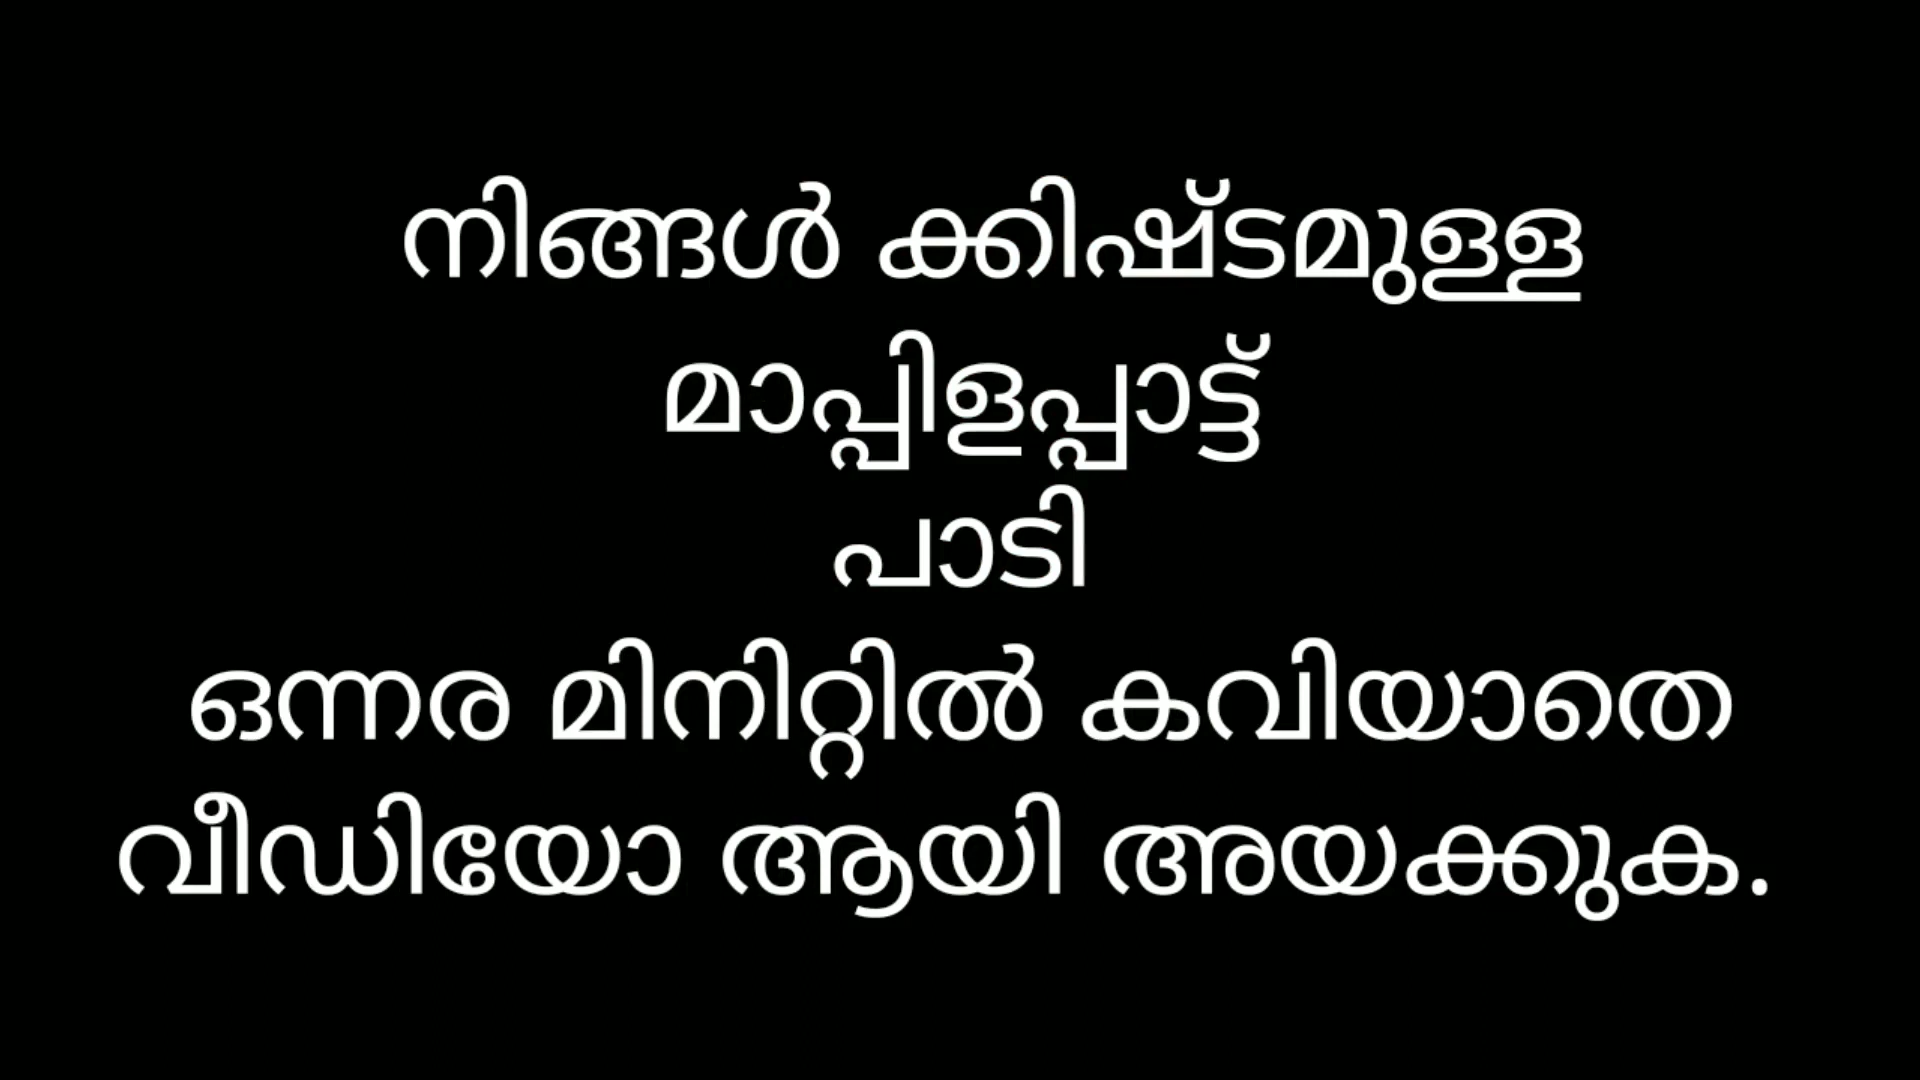 നിങ്ങൾ ക്കിഷ്ടമുള്ള
മാപ്പിളപ്പാട്ട്
പാടി
ഒന്നര മിനിറ്റിൽ കവിയാതെ
വീഡിയോ ആയി അയക്കുക.